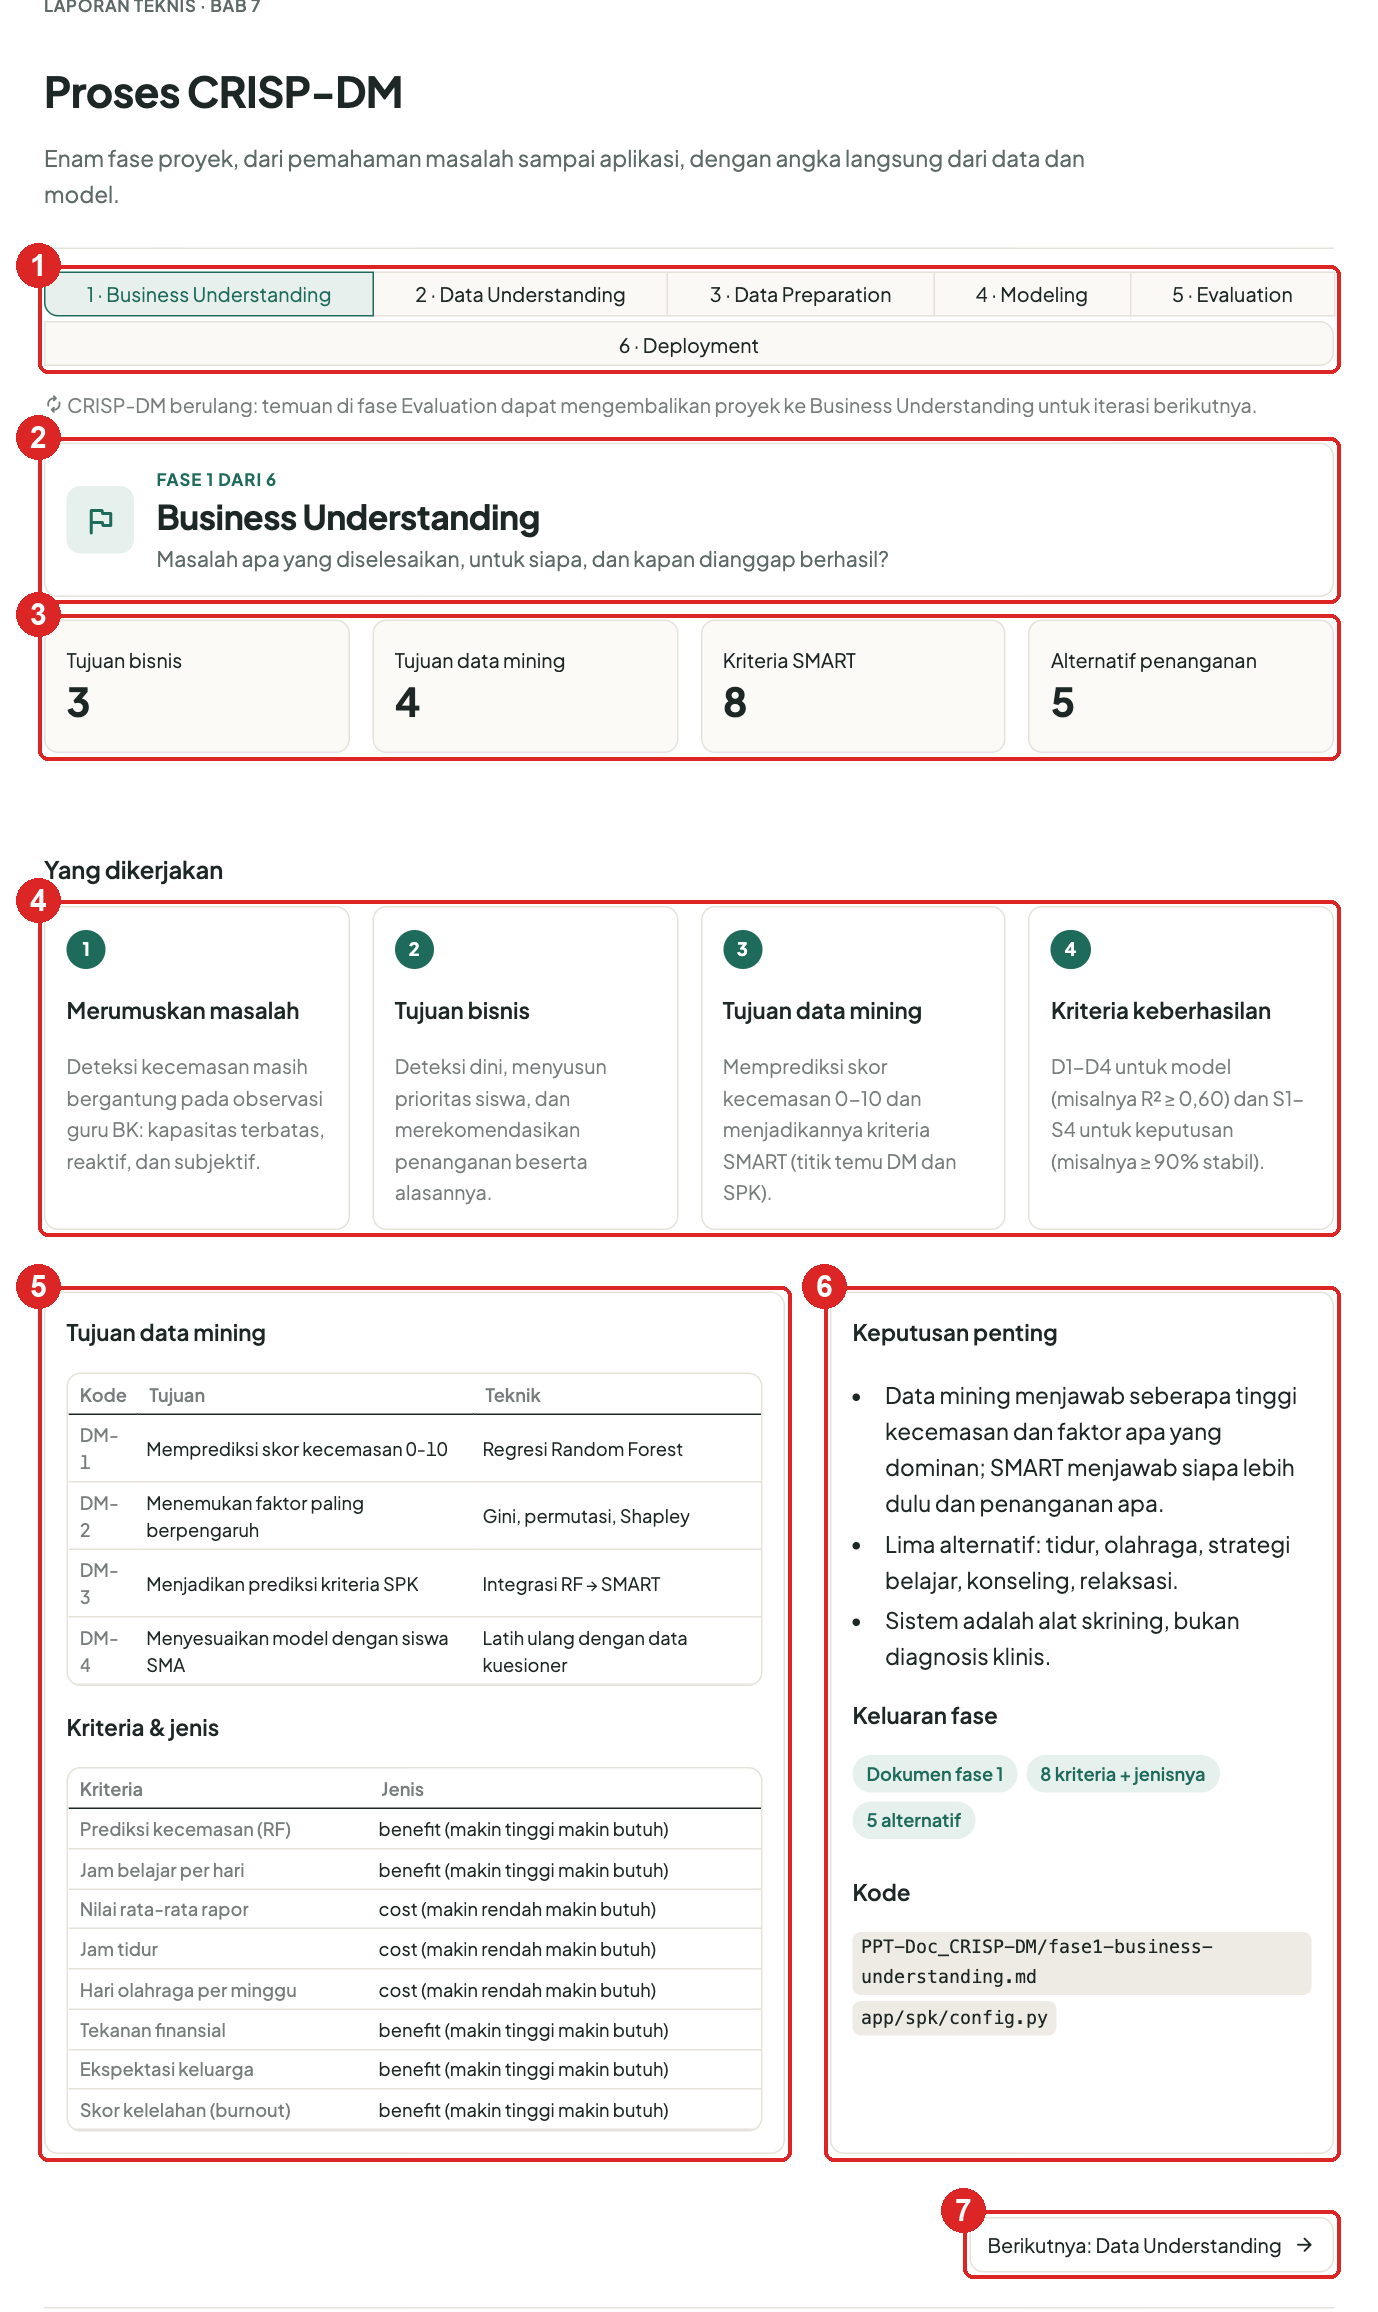 LAPORAN TEKNIS · BAB 7
Proses CRISP-DM
Enam fase proyek, dari pemahaman masalah sampai aplikasi, dengan angka langsung dari data dan
model.
1
1 · Business Understanding
2 · Data Understanding
3 · Data Preparation
4 · Modeling
5 · Evaluation
6 · Deployment
CRISP-DM berulang: temuan di fase Evaluation dapat mengembalikan proyek ke Business Understanding untuk iterasi berikutnya.
2
FASE 1 DARI 6
Business Understanding
Masalah apa yang diselesaikan, untuk siapa, dan kapan dianggap berhasil?
3
Tujuan bisnis
3
Tujuan data mining
4
Kriteria SMART
8
Alternatif penanganan
5
Yang dikerjakan
4
1
Merumuskan masalah
Deteksi kecemasan masih
bergantung pada observasi
guru BK: kapasitas terbatas,
reaktif, dan subjektif.
2
Tujuan bisnis
Deteksi dini, menyusun
prioritas siswa, dan
merekomendasikan
penanganan beserta
alasannya.
3
Tujuan data mining
Memprediksi skor
kecemasan 0–10 dan
menjadikannya kriteria
SMART (titik temu DM dan
SPK).
4
Kriteria keberhasilan
D1–D4 untuk model
(misalnya R² ≥ 0,60) dan S1–
S4 untuk keputusan
(misalnya ≥ 90% stabil).
5
Tujuan data mining
Kode Tujuan Teknik
DM-
1
Memprediksi skor kecemasan 0-10
Regresi Random Forest
DM-
2
Menemukan faktor paling
berpengaruh
Gini, permutasi, Shapley
DM-
3
Menjadikan prediksi kriteria SPK
Integrasi RF → SMART
DM-
4
Menyesuaikan model dengan siswa
SMA
Latih ulang dengan data
kuesioner
Kriteria & jenis
Kriteria Jenis
Prediksi kecemasan (RF) benefit (makin tinggi makin butuh)
Jam belajar per hari benefit (makin tinggi makin butuh)
Nilai rata-rata rapor cost (makin rendah makin butuh)
Jam tidur cost (makin rendah makin butuh)
Hari olahraga per minggu cost (makin rendah makin butuh)
Tekanan finansial benefit (makin tinggi makin butuh)
Ekspektasi keluarga benefit (makin tinggi makin butuh)
Skor kelelahan (burnout) benefit (makin tinggi makin butuh)
6
Keputusan penting
• Data mining menjawab seberapa tinggi
kecemasan dan faktor apa yang
dominan; SMART menjawab siapa lebih
dulu dan penanganan apa.
• Lima alternatif: tidur, olahraga, strategi
belajar, konseling, relaksasi.
• Sistem adalah alat skrining, bukan
diagnosis klinis.
Keluaran fase
Dokumen fase 1
8 kriteria + jenisnya
5 alternatif
Kode
PPT-Doc_CRISP-DM/fase1-business-
understanding.md
app/spk/config.py
7
Berikutnya: Data Understanding →